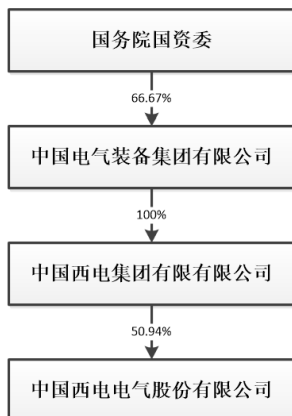 国务院国资委
66.67%
中国电气装备集团有限公司
100%
中国西电集团有限有限公司
50.94%
中国西电电气股份有限公司